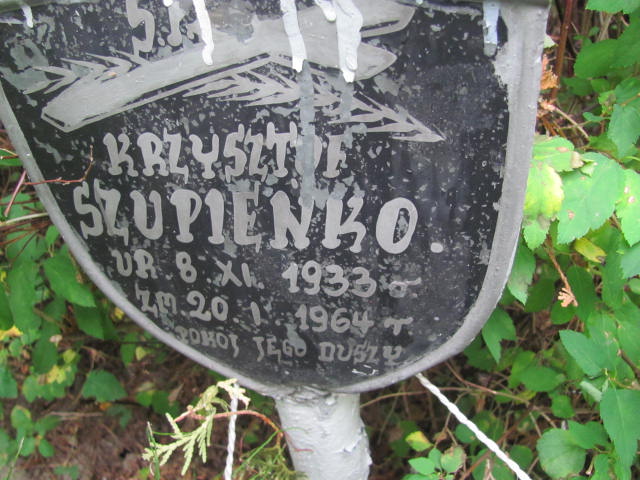 Ś.P.
KRZYSZTOF
SZUPIENKO.
UR 8 XI. 1933 r
ZM. 20 I 1964 r
POKÓJ JEGO DUSZY